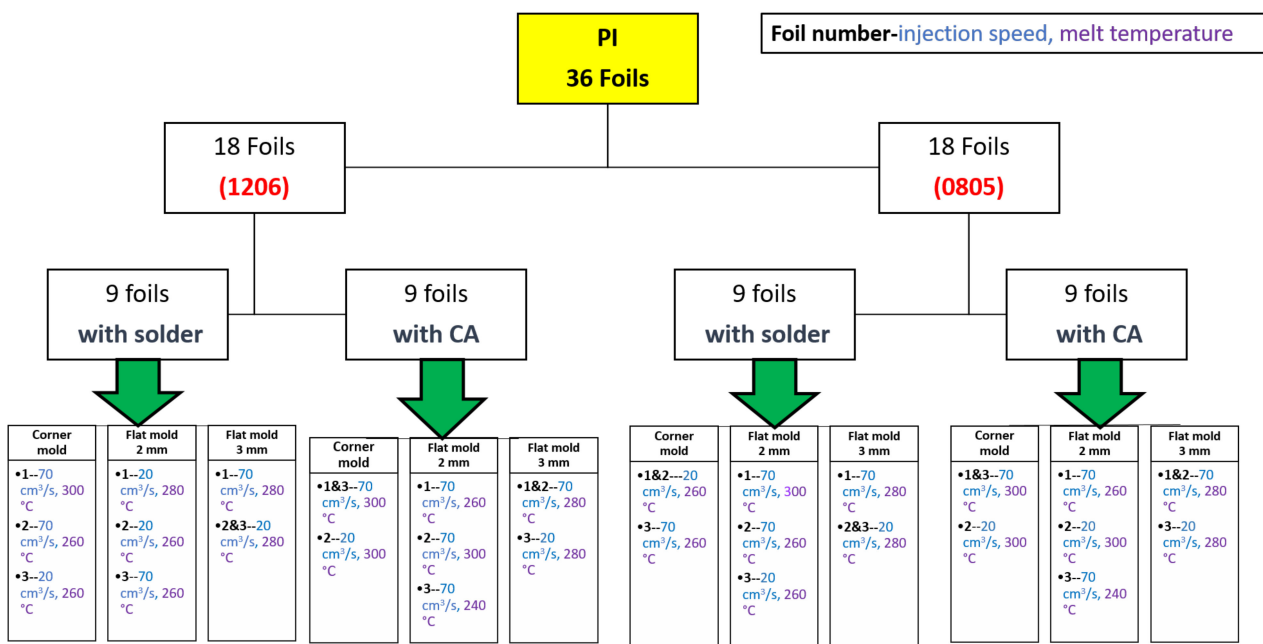 PI
36 Foils
Foil number-injection speed, melt temperature
18 Foils
(1206)
18 Foils
(0805)
9 foils
with solder
9 foils
with CA
9 foils
with solder
9 foils
with CA
Corner
mold
•1--70
cm³/s, 300
°C
•2--70
cm³/s, 260
°C
•3--20
cm³/s, 260
°C
Flat mold
2 mm
•1--20
cm³/s, 280
°C
•2--20
cm³/s, 260
°C
•3--70
cm³/s, 260
°C
Flat mold
3 mm
•1--70
cm³/s, 280
°C
•2&3--20
cm³/s, 280
°C
Corner
mold
•1&3--70
cm³/s, 300
°C
•2--20
cm³/s, 300
°C
Flat mold
2 mm
•1--70
cm³/s, 260
°C
•2--70
cm³/s, 300
°C
•3--70
cm³/s, 240
°C
Flat mold
3 mm
•1&2--70
cm³/s, 280
°C
•3--20
cm³/s, 280
°C
Corner
mold
•1&2---20
cm³/s, 260
°C
•3--70
cm³/s, 260
°C
Flat mold
2 mm
•1--70
cm³/s, 300
°C
•2--70
cm³/s, 260
°C
•3--20
cm³/s, 260
°C
Flat mold
3 mm
•1--70
cm³/s, 280
°C
•2&3--20
cm³/s, 280
°C
Corner
mold
•1&3--70
cm³/s, 300
°C
•2--20
cm³/s, 300
°C
Flat mold
2 mm
•1--70
cm³/s, 260
°C
•2--20
cm³/s, 300
°C
•3--70
cm³/s, 240
°C
Flat mold
3 mm
•1&2--70
cm³/s, 280
°C
•3--20
cm³/s, 280
°C